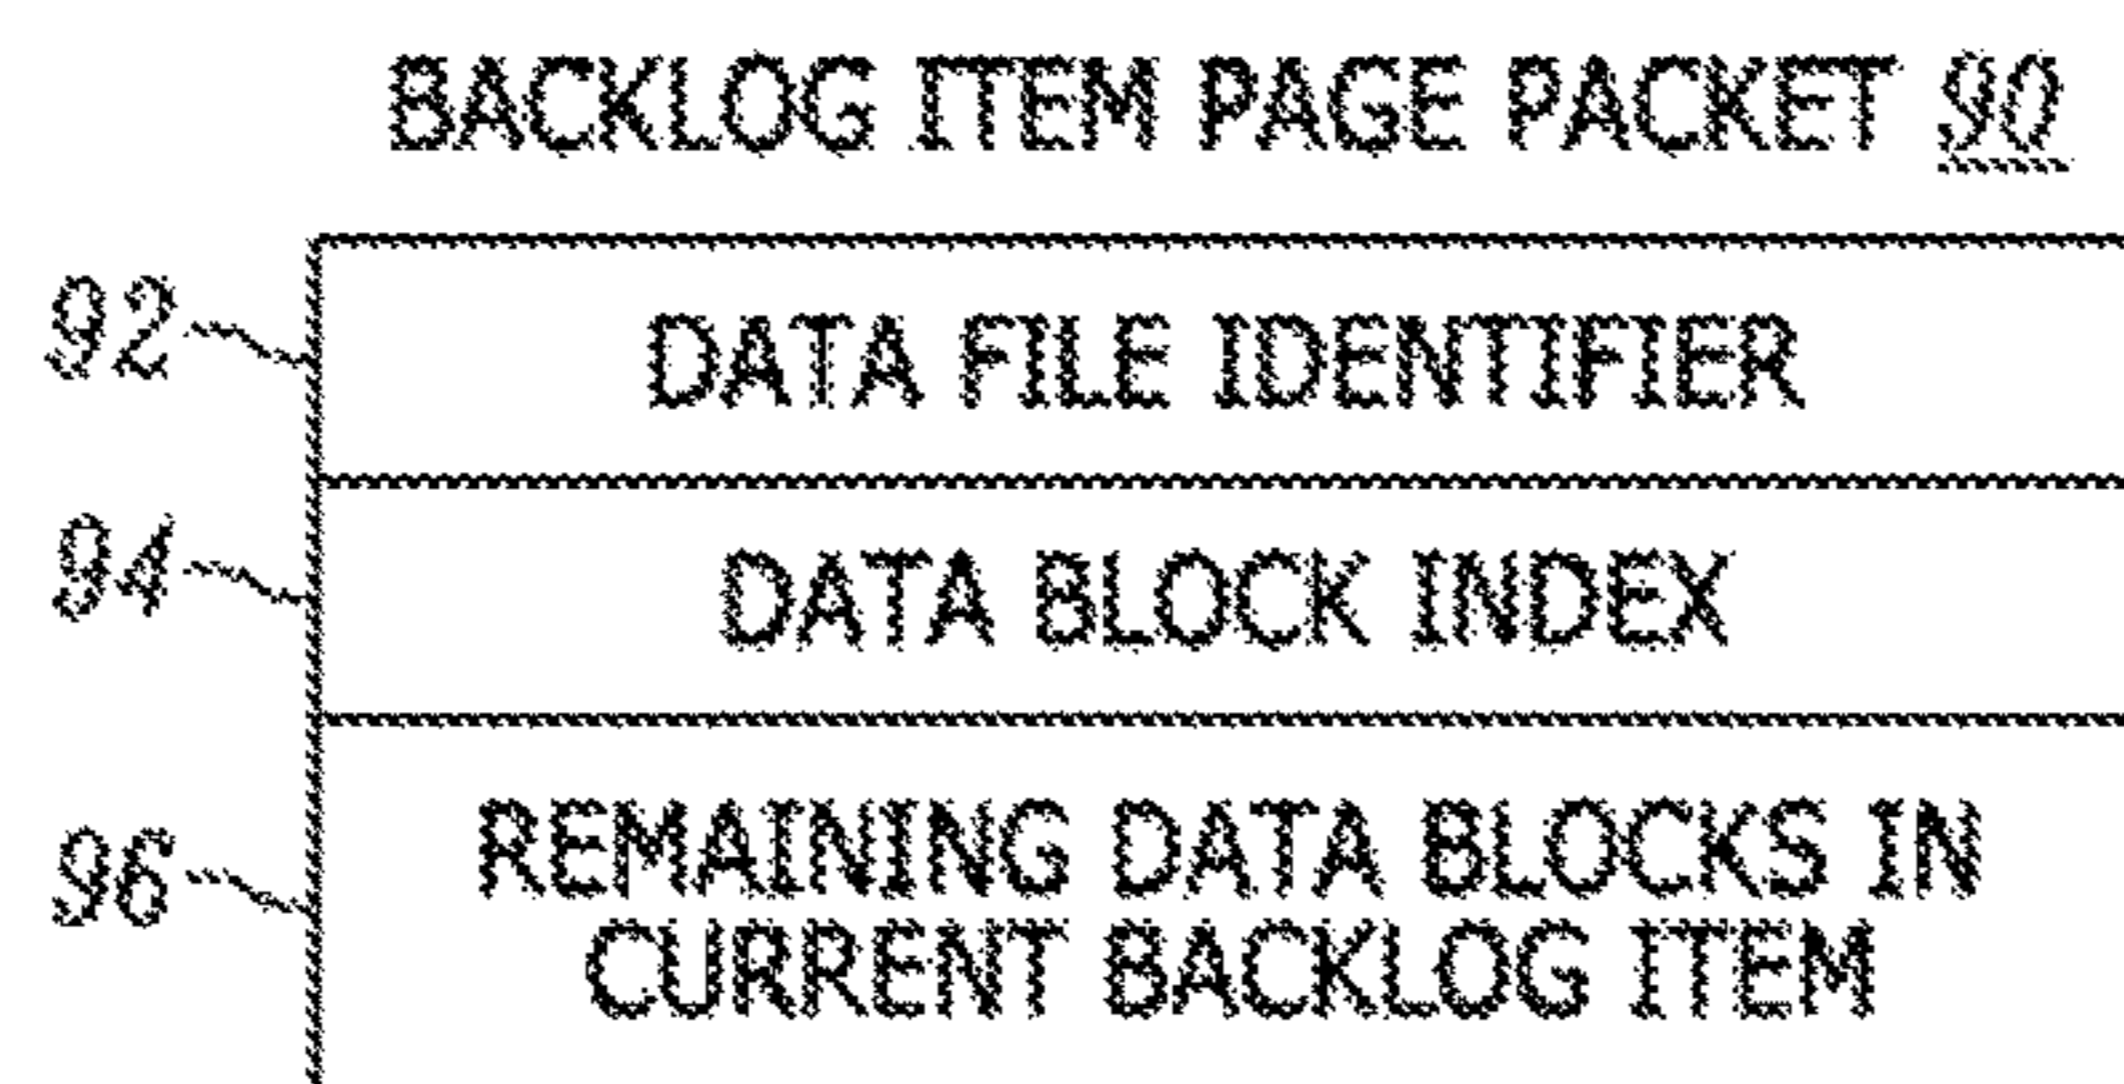 BACKLOG ITEM PAGE PACKET 90
92 DATA FILE IDENTIFIER
94 DATA BLOCK INDEX
96 REMAINING DATA BLOCKS IN
CURRENT BACKLOG ITEM